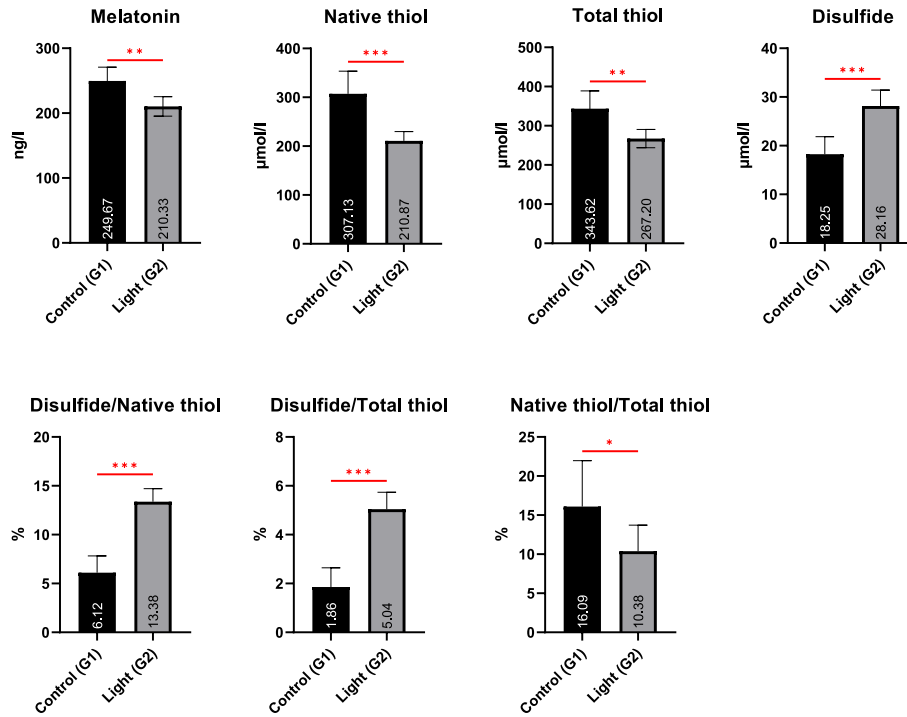 Melatonin
**
300
200
100
0
ng/l
249.67
210.33
Control (G1)
Light (G2)
Native thiol
***
400
300
200
100
0
µmol/l
307.13
210.87
Control (G1)
Light (G2)
Total thiol
**
500
400
300
200
100
0
µmol/l
343.62
267.20
Control (G1)
Light (G2)
Disulfide
***
40
30
20
10
0
µmol/l
18.25
28.16
Control (G1)
Light (G2)
Disulfide/Native thiol
***
20
15
10
5
0
%
6.12
13.38
Control (G1)
Light (G2)
Disulfide/Total thiol
***
8
6
4
2
0
%
1.86
5.04
Control (G1)
Light (G2)
Native thiol/Total thiol
*
25
20
15
10
5
0
%
16.09
10.38
Control (G1)
Light (G2)